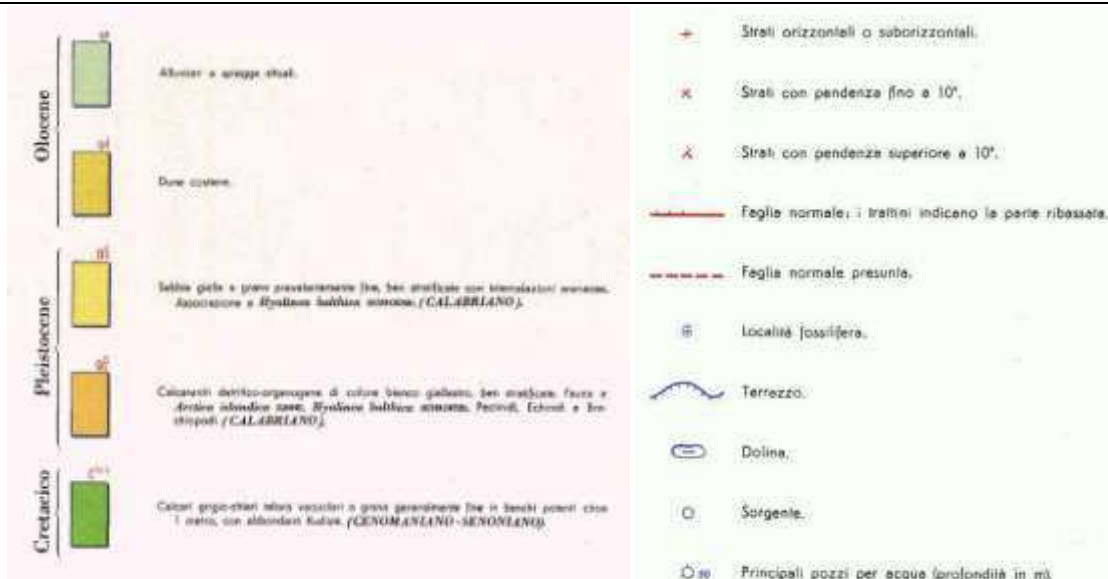 Olocene
Alluvioni e spiagge attuali.
Dune costiere.
Pleistocene
Sabbie gialle a grana prevalentemente fine, ben stratificate con intercalazioni arenacee.
Associazione a Hyalinea balthica (CALABRIANO).
Calcareniti detritico-organogene di colore bianco giallastro, ben stratificate. Fauna a
Arctica islandica Hyalinea balthica Pectinidi, Echinidi e Bra-
chiopodi (CALABRIANO).
Cretacico
Calcari grigio-chiari talora vacuolari a grana generalmente fine in banchi potenti circa
1 metro, con abbondanti Rudiste. (CENOMANIANO-SENONIANO).
Strati orizzontali o suborizzontali.
Strati con pendenza fino a 10°.
Strati con pendenza superiore a 10°.
Faglia normale; i trattini indicano la parte ribassata.
Faglia normale presunta.
Località fossilifera.
Terrazzo.
Dolina.
Sorgente.
Principali pozzi per acqua (profondità in m).